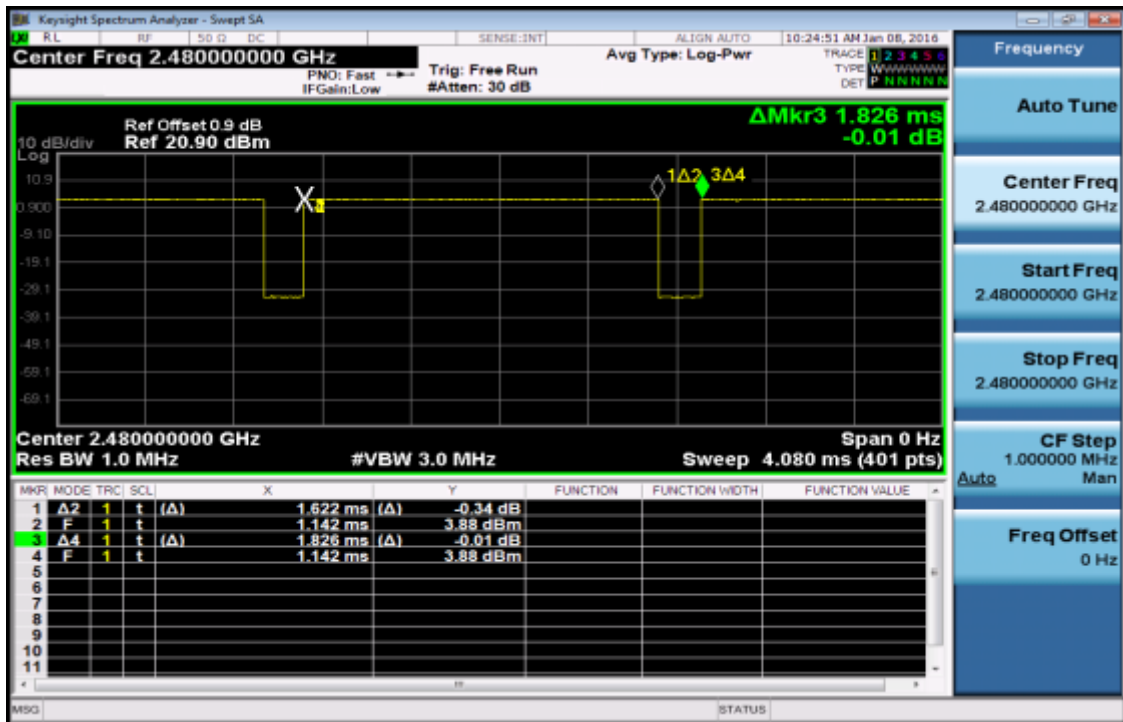 Keysight Spectrum Analyzer - Swept SA
RL RF 50 Ω DC SENSE:INT ALIGN AUTO 10:24:51 AM Jan 08, 2016
Center Freq 2.480000000 GHz
PNO: Fast
IFGain:Low
Trig: Free Run
#Atten: 30 dB
Avg Type: Log-Pwr
TRACE 1 2 3 4 5 6
TYPE WWWWWW
DET P N N N N N
Frequency
Auto Tune
Center Freq
2.480000000 GHz
Start Freq
2.480000000 GHz
Stop Freq
2.480000000 GHz
CF Step
1.000000 MHz
Auto Man
Freq Offset
0 Hz
ΔMkr3 1.826 ms
-0.01 dB
Ref Offset 0.9 dB
10 dB/div Ref 20.90 dBm
Log
10.9
0.900
-9.10
-19.1
-29.1
-39.1
-49.1
-59.1
-69.1
1Δ2 3Δ4
Center 2.480000000 GHz Span 0 Hz
Res BW 1.0 MHz #VBW 3.0 MHz Sweep 4.080 ms (401 pts)
MKR MODE TRC SCL X Y FUNCTION FUNCTION WIDTH FUNCTION VALUE
1 Δ2 1 t (Δ) 1.622 ms (Δ) -0.34 dB
2 F 1 t 1.142 ms 3.88 dBm
3 Δ4 1 t (Δ) 1.826 ms (Δ) -0.01 dB
4 F 1 t 1.142 ms 3.88 dBm
5
6
7
8
9
10
11
MSG STATUS